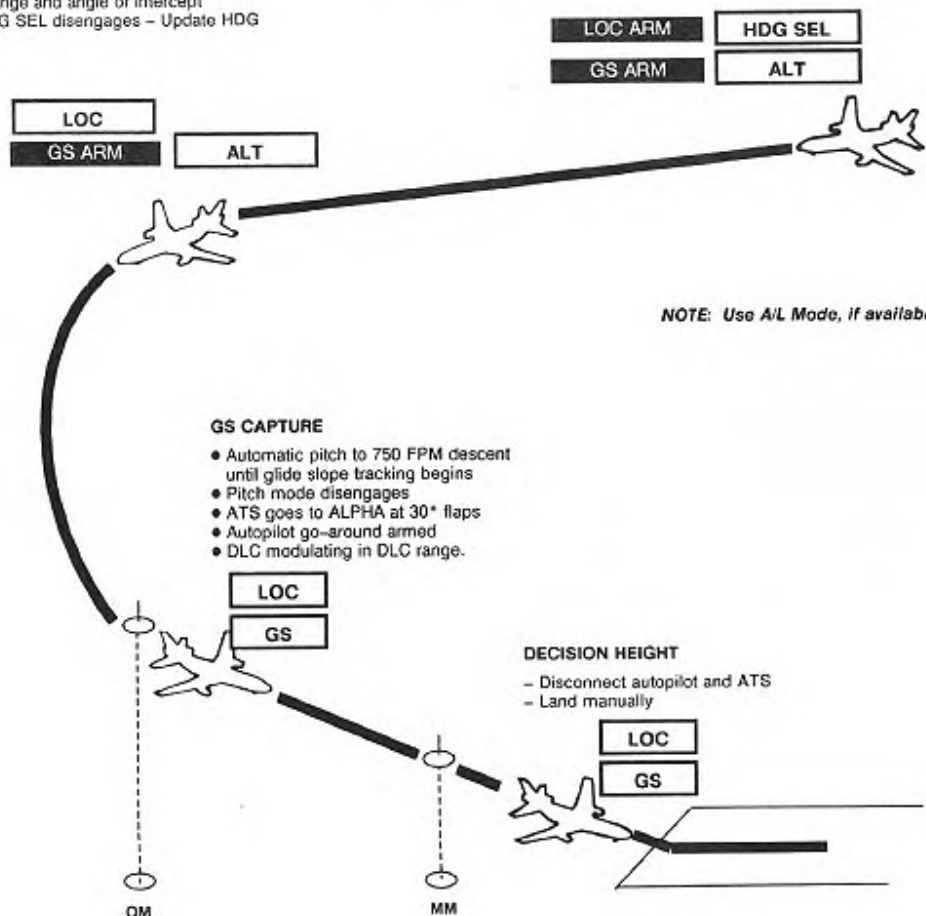 and angle of intercept
SEL disengages – Update HDG
LOC ARM HDG SEL
GS ARM ALT
LOC
GS ARM ALT
NOTE: Use A/L Mode, if
GS CAPTURE
● Automatic pitch to 750 FPM descent
until glide slope tracking begins
● Pitch mode disengages
● ATS goes to ALPHA at 30° flaps
● Autopilot go–around armed
● DLC modulating in DLC range.
LOC
GS
DECISION HEIGHT
– Disconnect autopilot and ATS
– Land manually
LOC
GS
OM MM